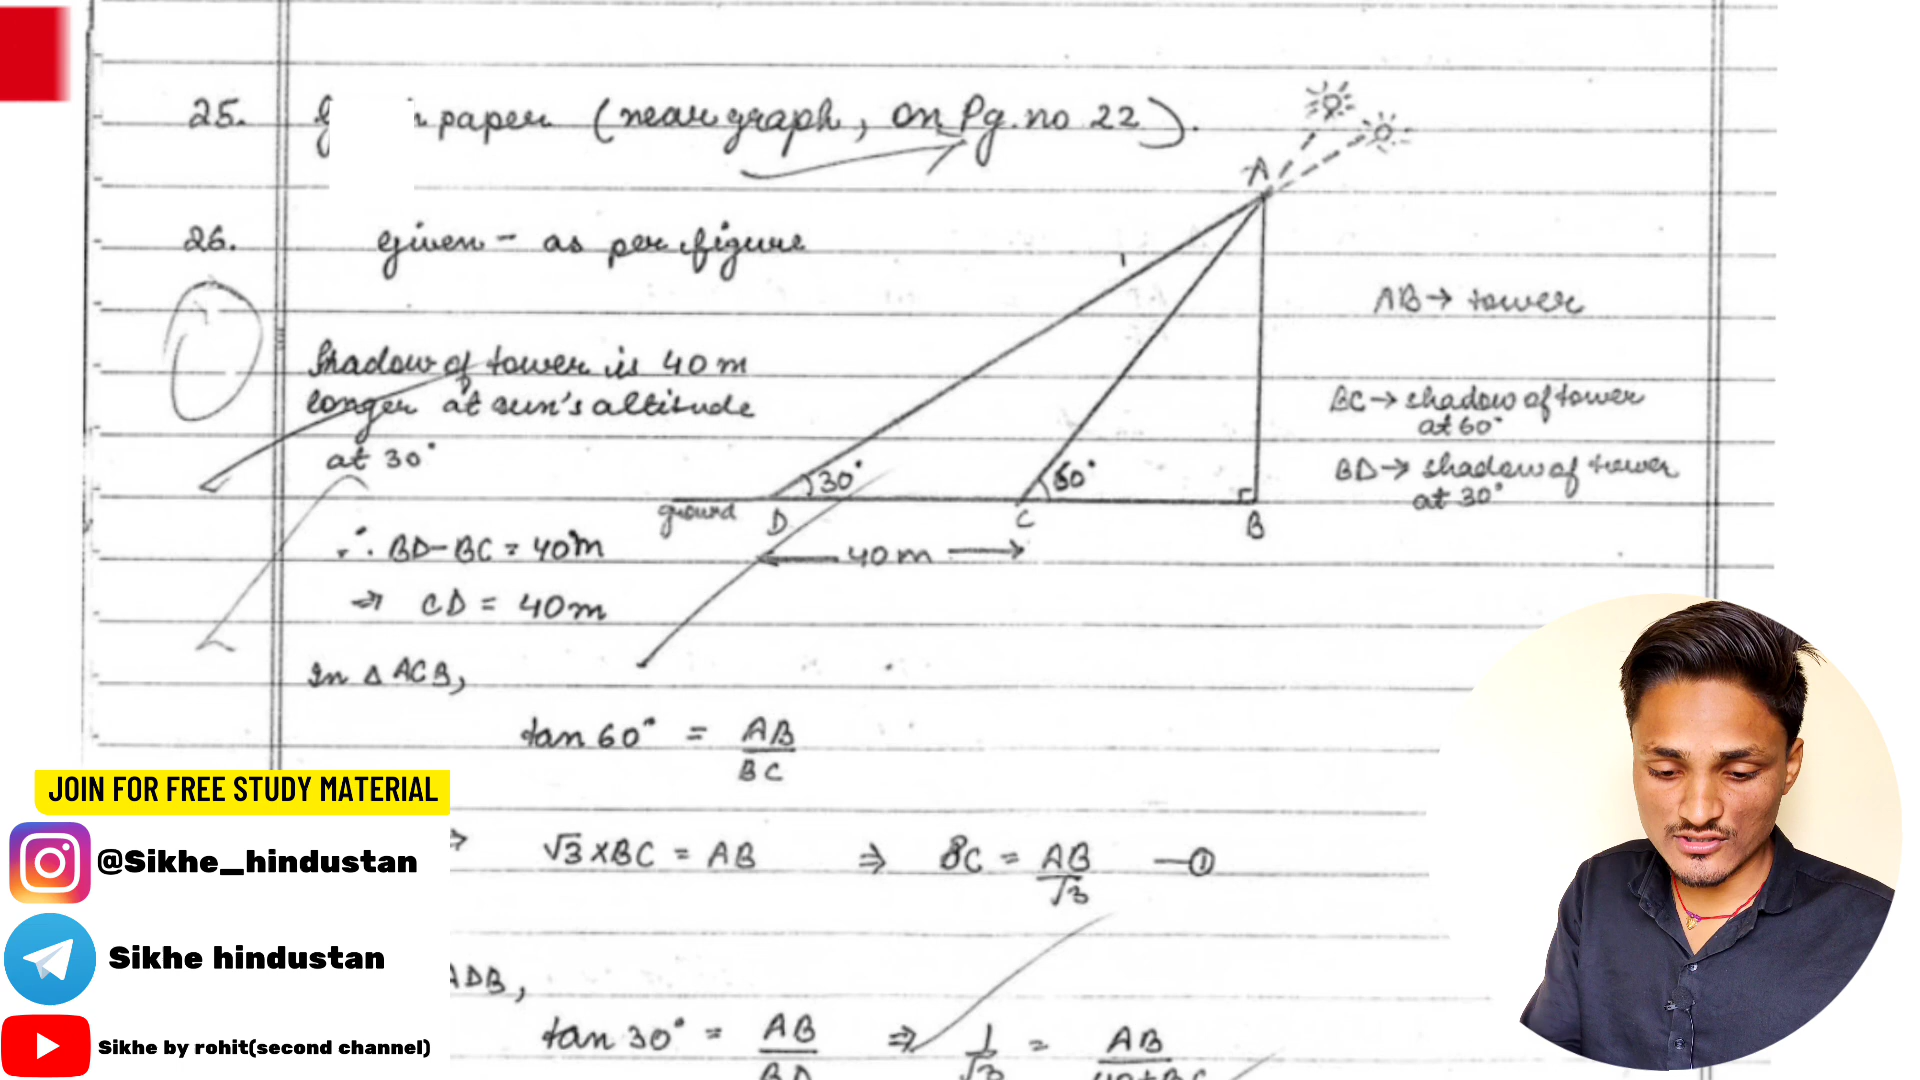 25. paper (near graph, on Pg. no 22).
26. given - as per figure
Shadow of tower is 40 m
longer at sun's altitude
at 30°
∴ BD - BC = 40m
⇒ CD = 40m
In Δ ACB,
tan 60° = AB/BC
⇒ √3 × BC = AB ⇒ BC = AB/√3 — ①
ADB,
tan 30° = AB/BD ⇒ 1/√3 = AB/40+BC
A
30°
60°
ground D C B
40 m
AB → tower
BC → shadow of tower
at 60°
BD → shadow of tower
at 30°
JOIN FOR FREE STUDY MATERIAL
@Sikhe_hindustan
Sikhe hindustan
Sikhe by rohit(second channel)